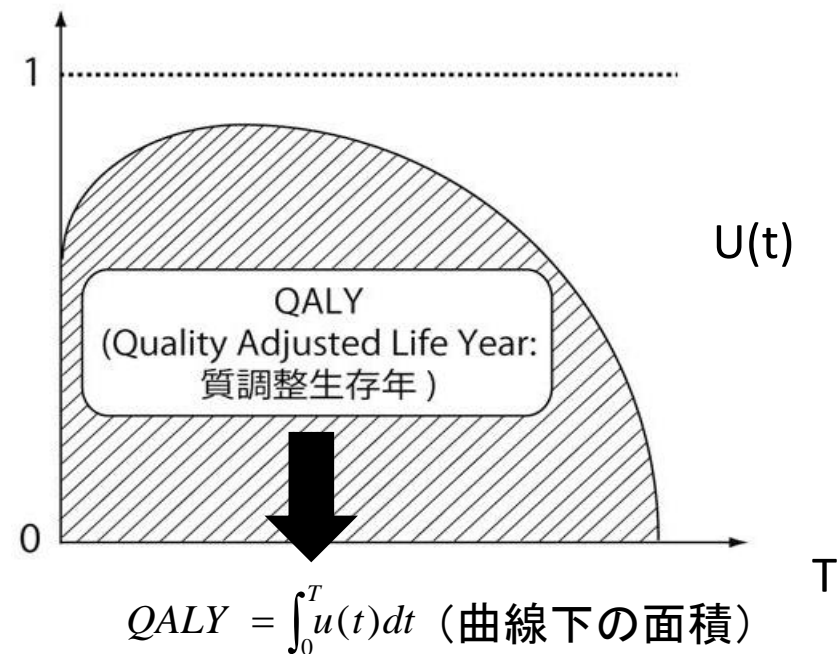 1
U(t)
QALY
(Quality Adjusted Life Year:
質調整生存年 )
0
T
QALY = ∫₀ᵀ u(t)dt (曲線下の面積)